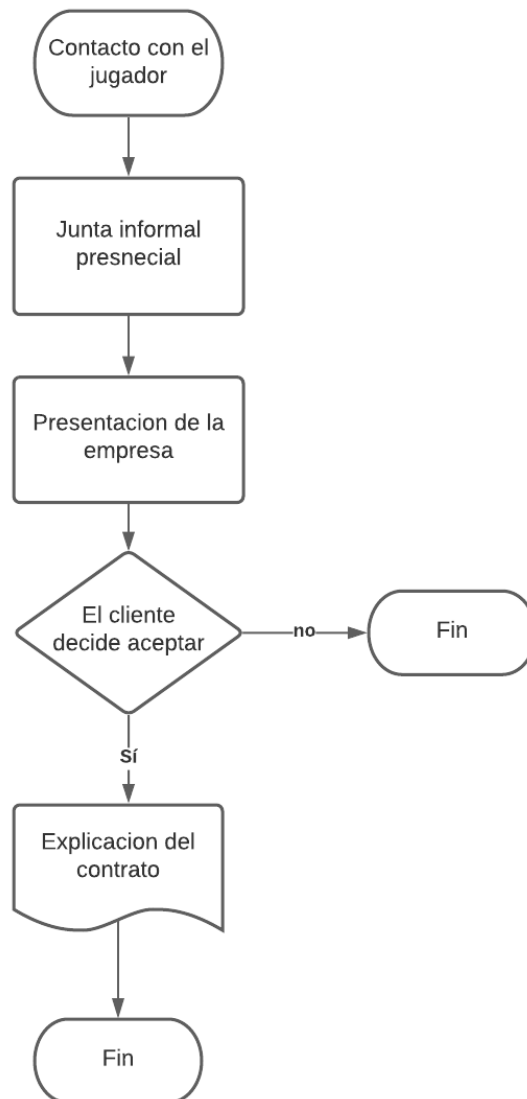 Contacto con el
jugador
Junta informal
presnecial
Presentacion de la
empresa
El cliente
decide aceptar
no
Fin
Sí
Explicacion del
contrato
Fin